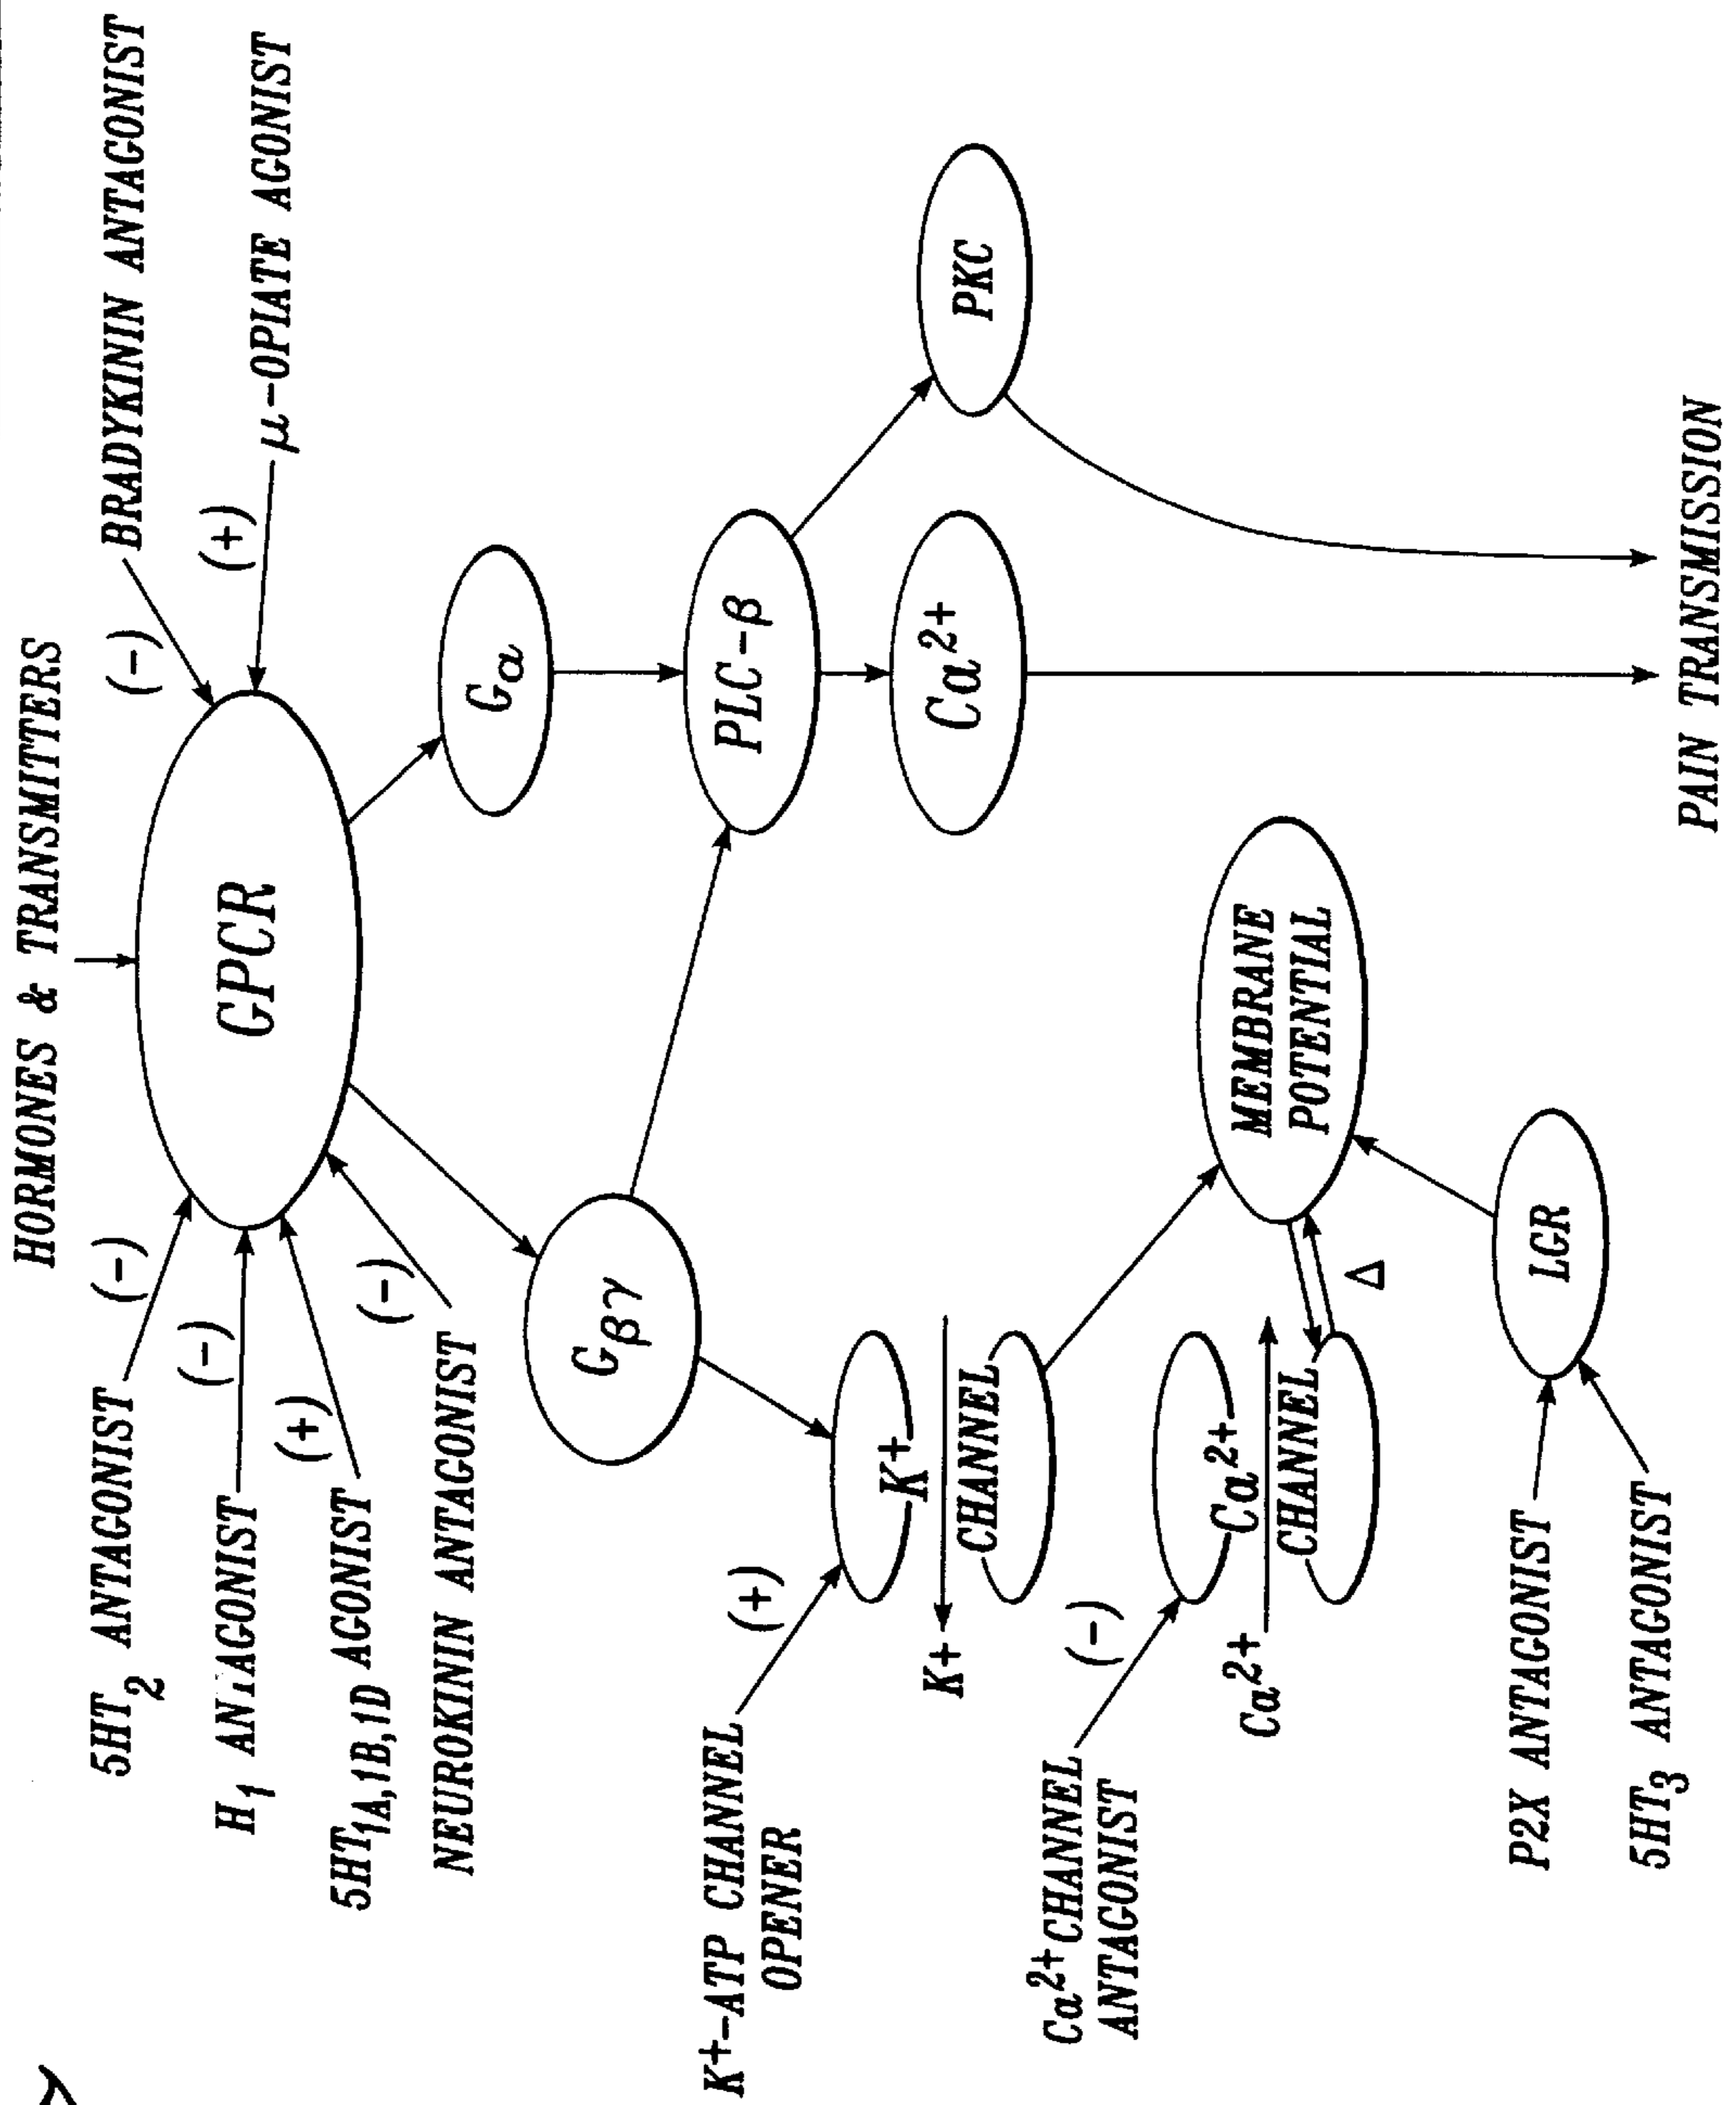 HORMONES & TRANSMITTERS
5HT2 ANTAGONIST
(-)
(-)
BRADYKININ ANTAGONIST
H1 ANTAGONIST
(-)
GPCR
(+)
μ-OPIATE AGONIST
5HT1A,1B,1D AGONIST
(+)
NEUROKININ ANTAGONIST
(-)
Gα
Gβγ
K+-ATP CHANNEL
OPENER
(+)
PLC-β
K+
K+
CHANNEL
Ca2+
PKC
Ca2+CHANNEL
ANTAGONIST
(-)
Ca2+
Ca2+
CHANNEL
Δ
MEMBRANE
POTENTIAL
P2X ANTAGONIST
LGR
5HT3 ANTAGONIST
PAIN TRANSMISSION